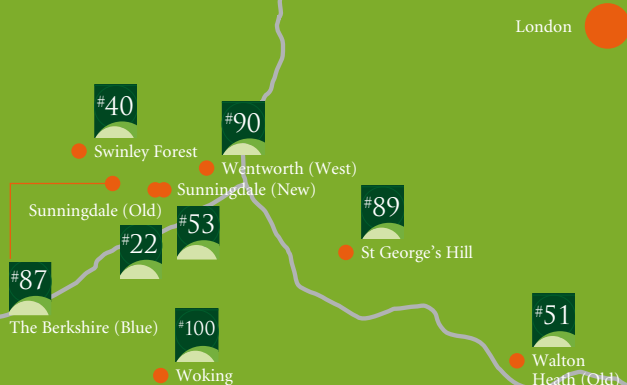 London
#40
Swinley Forest
#90
Wentworth (West)
Sunningdale (New)
Sunningdale (Old)
#53
#22
#89
St George's Hill
#87
The Berkshire (Blue)
#100
Woking
#51
Walton
Heath (Old)